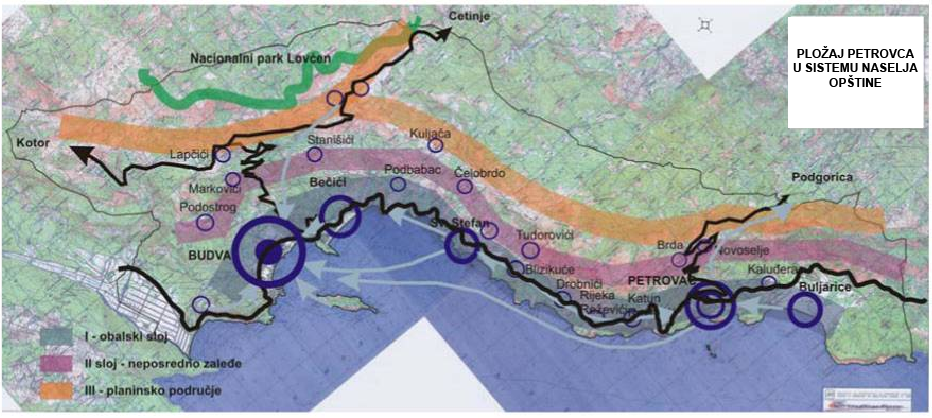 Cetinje
PLOŽAJ PETROVCA
U SISTEMU NASELJA
OPŠTINE
Nacionalni park Lovćen
Kotor
Kuljača
Stanišići
Lapčići
Podgorica
Bečići
Podbabac
Čelobrdo
Markovići
Podostrog
Štefan
Tudorovići
Brda
Novoselje
BUDVA
Blizikuće
Drobnići
PETROVAC
Kaluđera
Rijeka
Reževići
Katun
Buljarice
I - obalski sloj
II sloj - neposredno zaleđe
III - planinsko područje